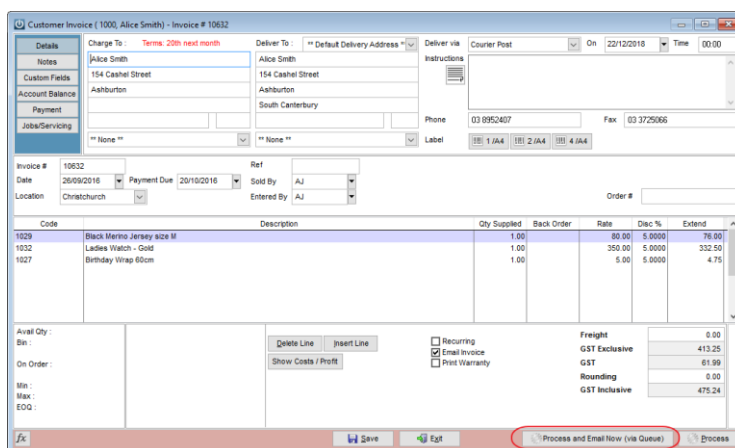 Customer Invoice ( 1000, Alice Smith) - Invoice # 10632
Details
Notes
Custom Fields
Account Balance
Payment
Jobs/Servicing
Charge To : Terms: 20th next month Deliver To : ** Default Delivery Address * Deliver via Courier Post On 22/12/2018 Time 00:00
Alice Smith Alice Smith Instructions
154 Cashel Street 154 Cashel Street
Ashburton Ashburton
South Canterbury
Phone 03 8952407 Fax 03 3725066
** None ** ** None ** Label 1 /A4 2 /A4 4 /A4
Invoice # 10632 Ref
Date 26/09/2016 Payment Due 20/10/2016 Sold By AJ
Location Christchurch Entered By AJ Order #
Code Description Qty Supplied Back Order Rate Disc % Extend
1029 Black Merino Jersey size M 1.00 80.00 5.0000 76.00
1032 Ladies Watch - Gold 1.00 350.00 5.0000 332.50
1027 Birthday Wrap 60cm 1.00 5.00 5.0000 4.75
Avail Qty :
Bin :
On Order :
Min :
Max :
EOQ :
Delete Line Insert Line
Show Costs / Profit
Recurring
Email Invoice
Print Warranty
Freight 0.00
GST Exclusive 413.25
GST 61.99
Rounding 0.00
GST Inclusive 475.24
fx Save Exit Process and Email Now (via Queue) Process